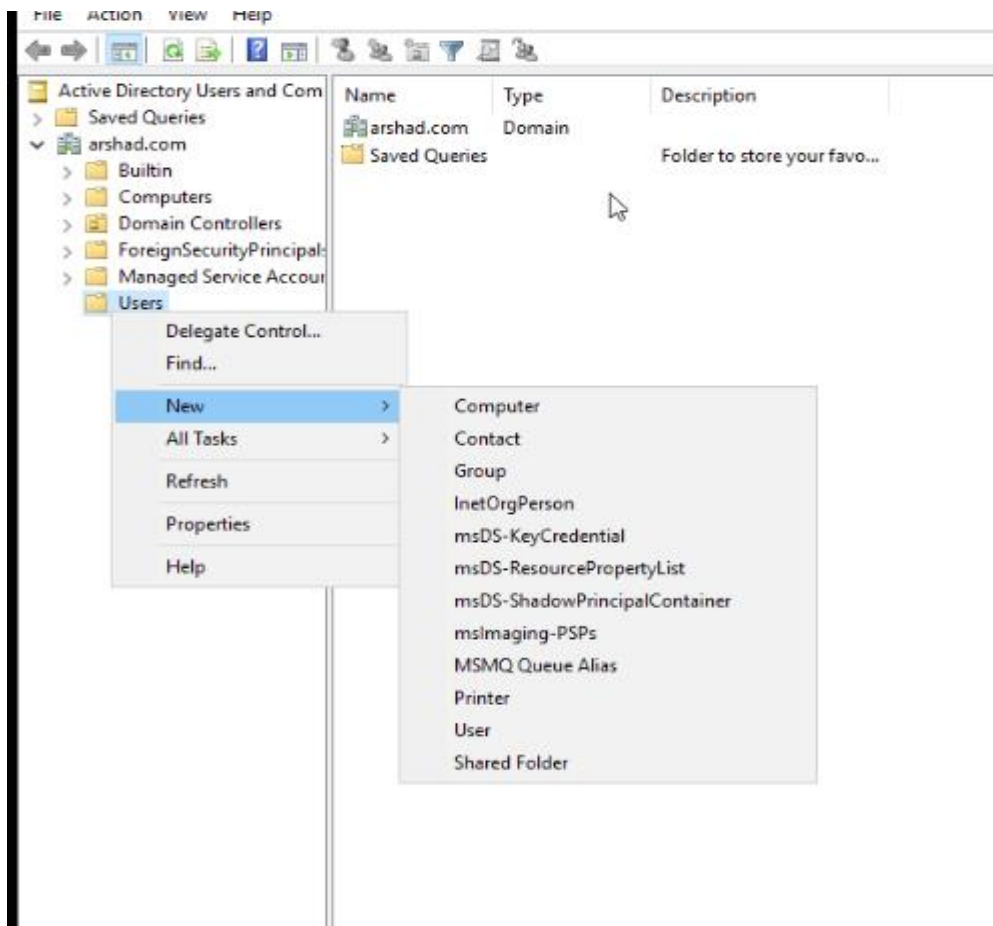 File Action View Help
Active Directory Users and Com
Saved Queries
arshad.com
Builtin
Computers
Domain Controllers
ForeignSecurityPrincipals
Managed Service Accour
Users
Name Type Description
arshad.com Domain
Saved Queries Folder to store your favo...
Delegate Control...
Find...
New
All Tasks
Refresh
Properties
Help
Computer
Contact
Group
InetOrgPerson
msDS-KeyCredential
msDS-ResourcePropertyList
msDS-ShadowPrincipalContainer
msImaging-PSPs
MSMQ Queue Alias
Printer
User
Shared Folder